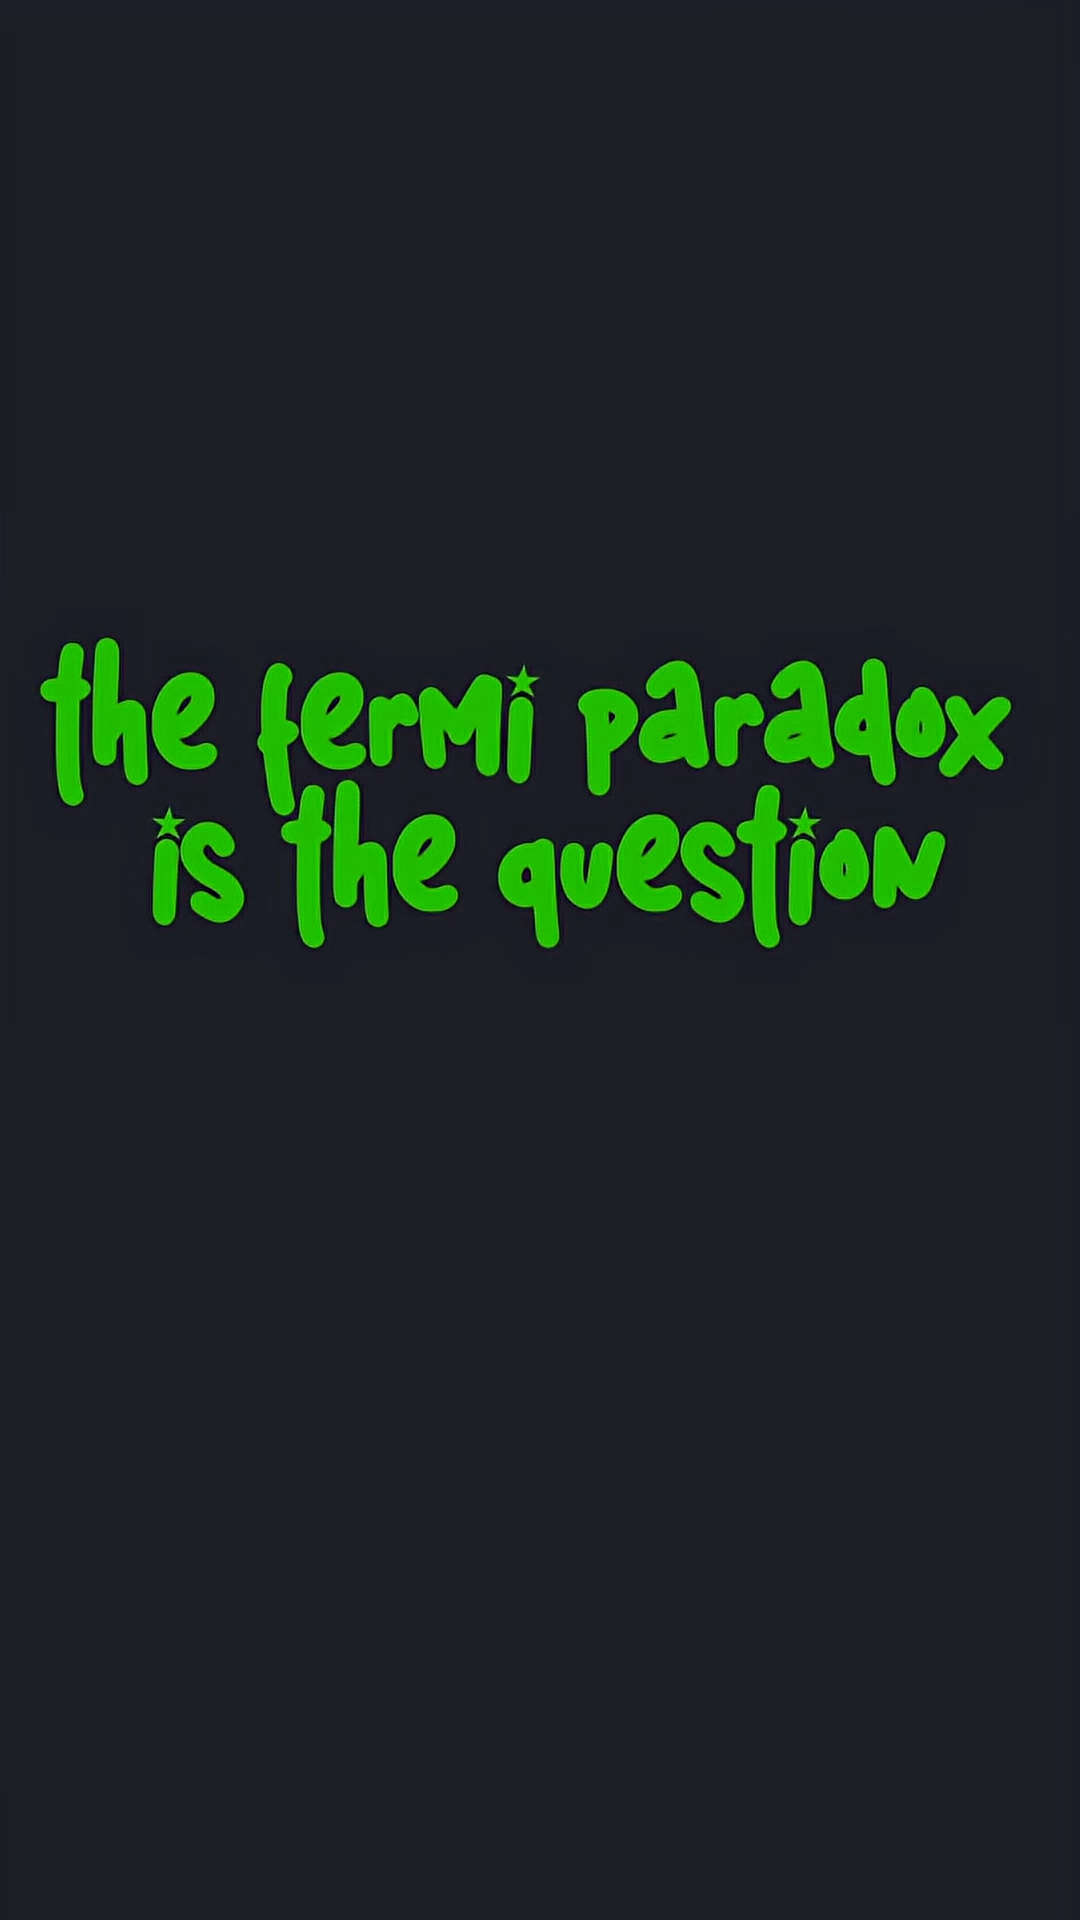 the fermi paradox
is the question